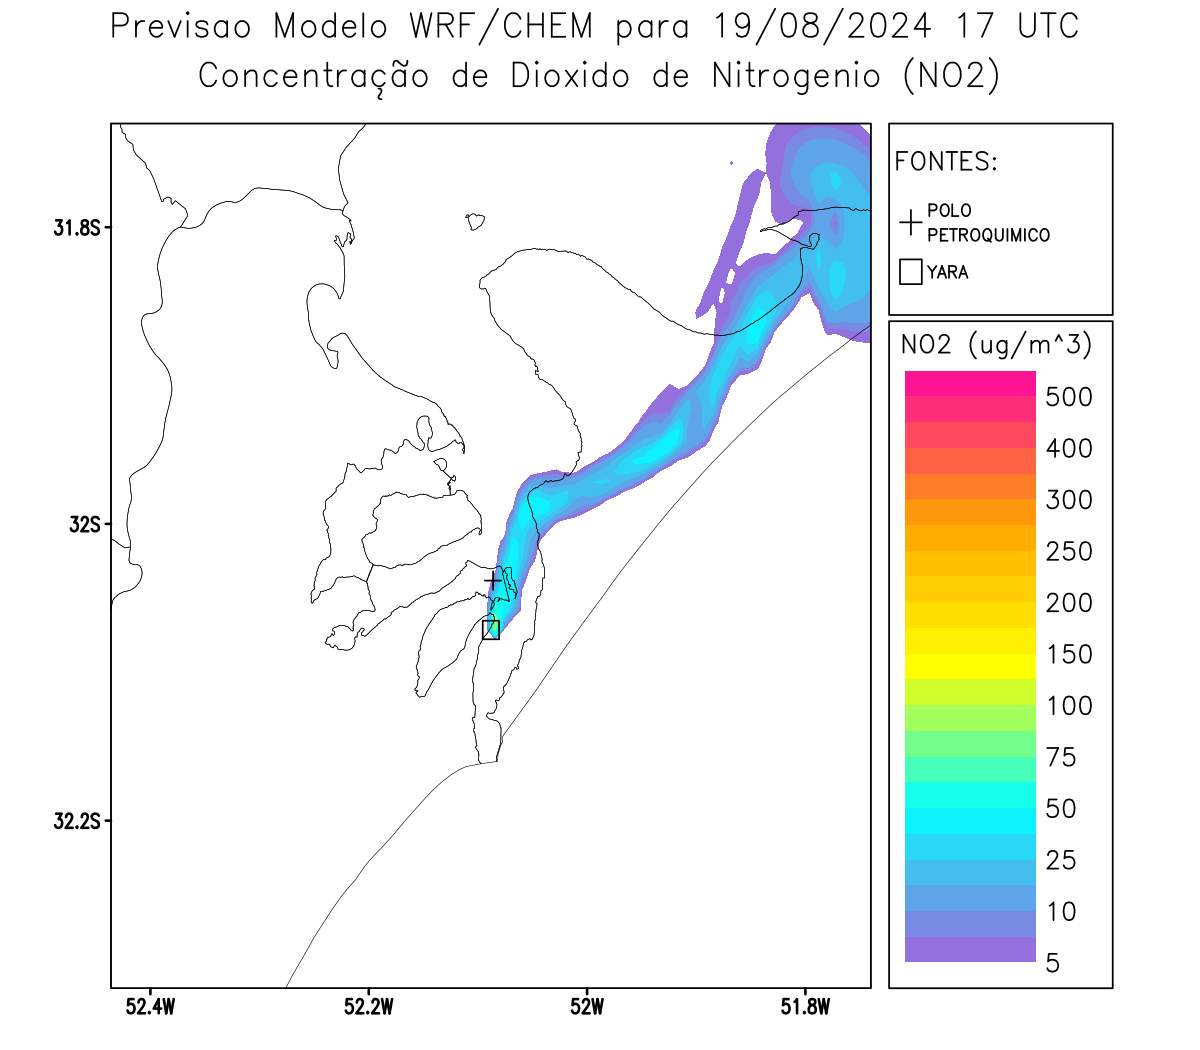 Previsao Modelo WRF/CHEM para 19/08/2024 17 UTC
Concentração de Dioxido de Nitrogenio (NO2)
FONTES:
POLO
PETROQUIMICO
YARA
NO2 (ug/m^3)
500
400
300
250
200
150
100
75
50
25
10
5
31.8S
32S
32.2S
52.4W
52.2W
52W
51.8W